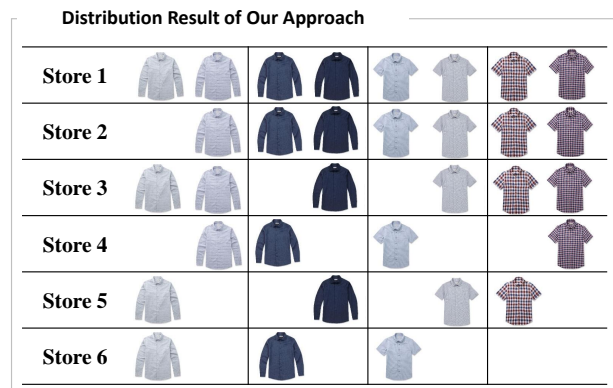 Distribution Result of Our Approach
Store 1
Store 2
Store 3
Store 4
Store 5
Store 6